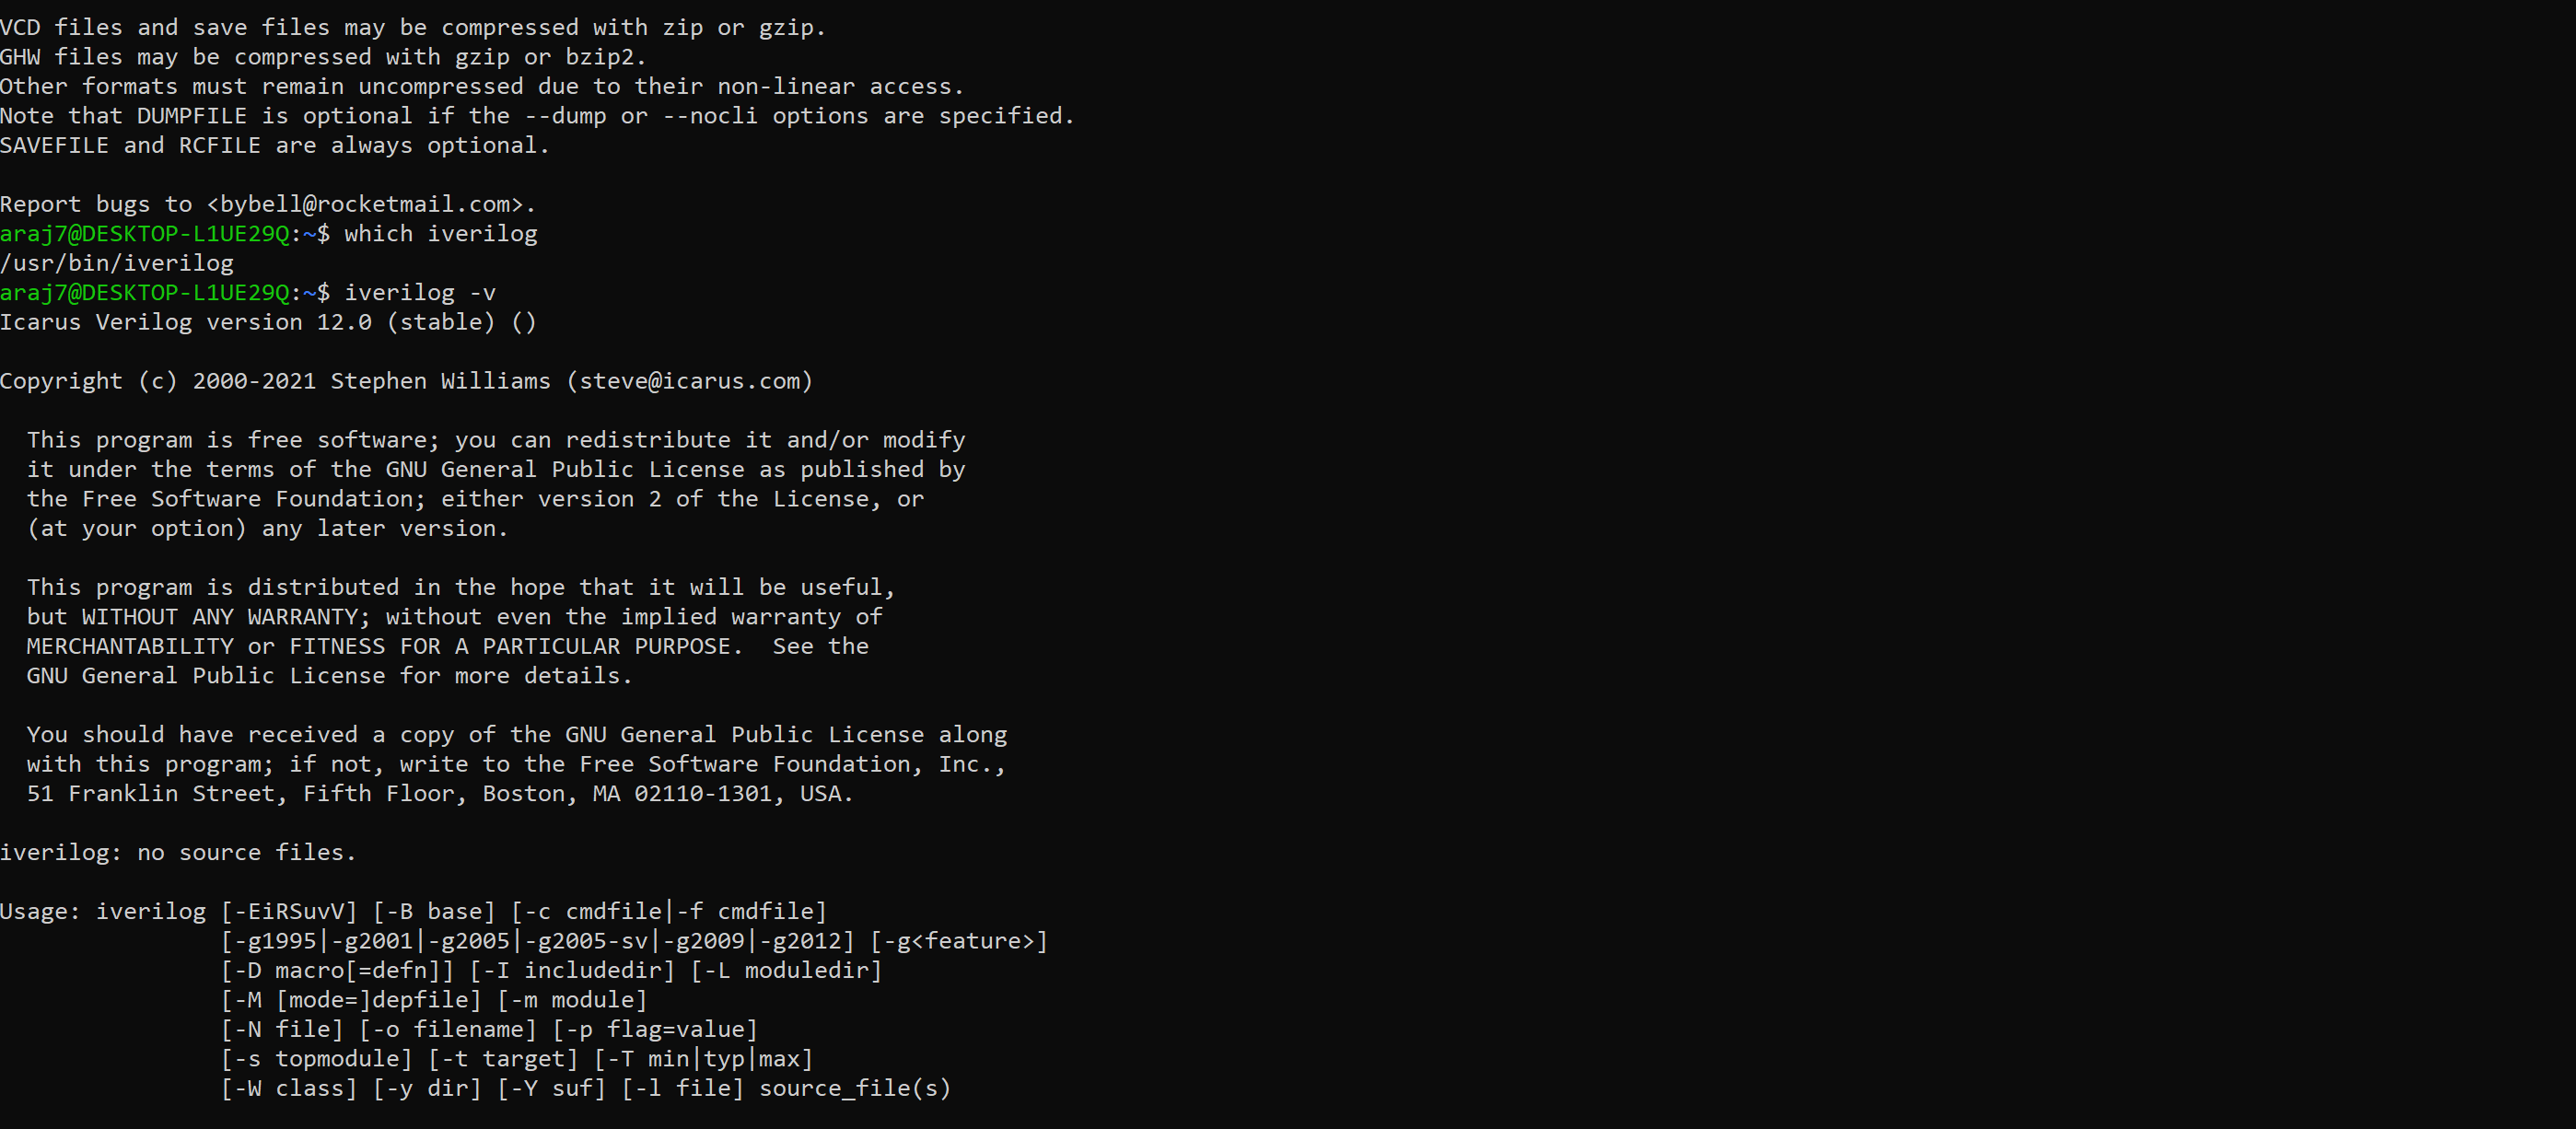 VCD files and save files may be compressed with zip or gzip.
GHW files may be compressed with gzip or bzip2.
Other formats must remain uncompressed due to their non-linear access.
Note that DUMPFILE is optional if the --dump or --nocli options are specified.
SAVEFILE and RCFILE are always optional.

Report bugs to <bybell@rocketmail.com>.
araj7@DESKTOP-L1UE29Q:~$ which iverilog
/usr/bin/iverilog
araj7@DESKTOP-L1UE29Q:~$ iverilog -v
Icarus Verilog version 12.0 (stable) ()

Copyright (c) 2000-2021 Stephen Williams (steve@icarus.com)

  This program is free software; you can redistribute it and/or modify
  it under the terms of the GNU General Public License as published by
  the Free Software Foundation; either version 2 of the License, or
  (at your option) any later version.

  This program is distributed in the hope that it will be useful,
  but WITHOUT ANY WARRANTY; without even the implied warranty of
  MERCHANTABILITY or FITNESS FOR A PARTICULAR PURPOSE.  See the
  GNU General Public License for more details.

  You should have received a copy of the GNU General Public License along
  with this program; if not, write to the Free Software Foundation, Inc.,
  51 Franklin Street, Fifth Floor, Boston, MA 02110-1301, USA.

iverilog: no source files.

Usage: iverilog [-EiRSuvV] [-B base] [-c cmdfile|-f cmdfile]
                [-g1995|-g2001|-g2005|-g2005-sv|-g2009|-g2012] [-g<feature>]
                [-D macro[=defn]] [-I includedir] [-L moduledir]
                [-M [mode=]depfile] [-m module]
                [-N file] [-o filename] [-p flag=value]
                [-s topmodule] [-t target] [-T min|typ|max]
                [-W class] [-y dir] [-Y suf] [-l file] source_file(s)